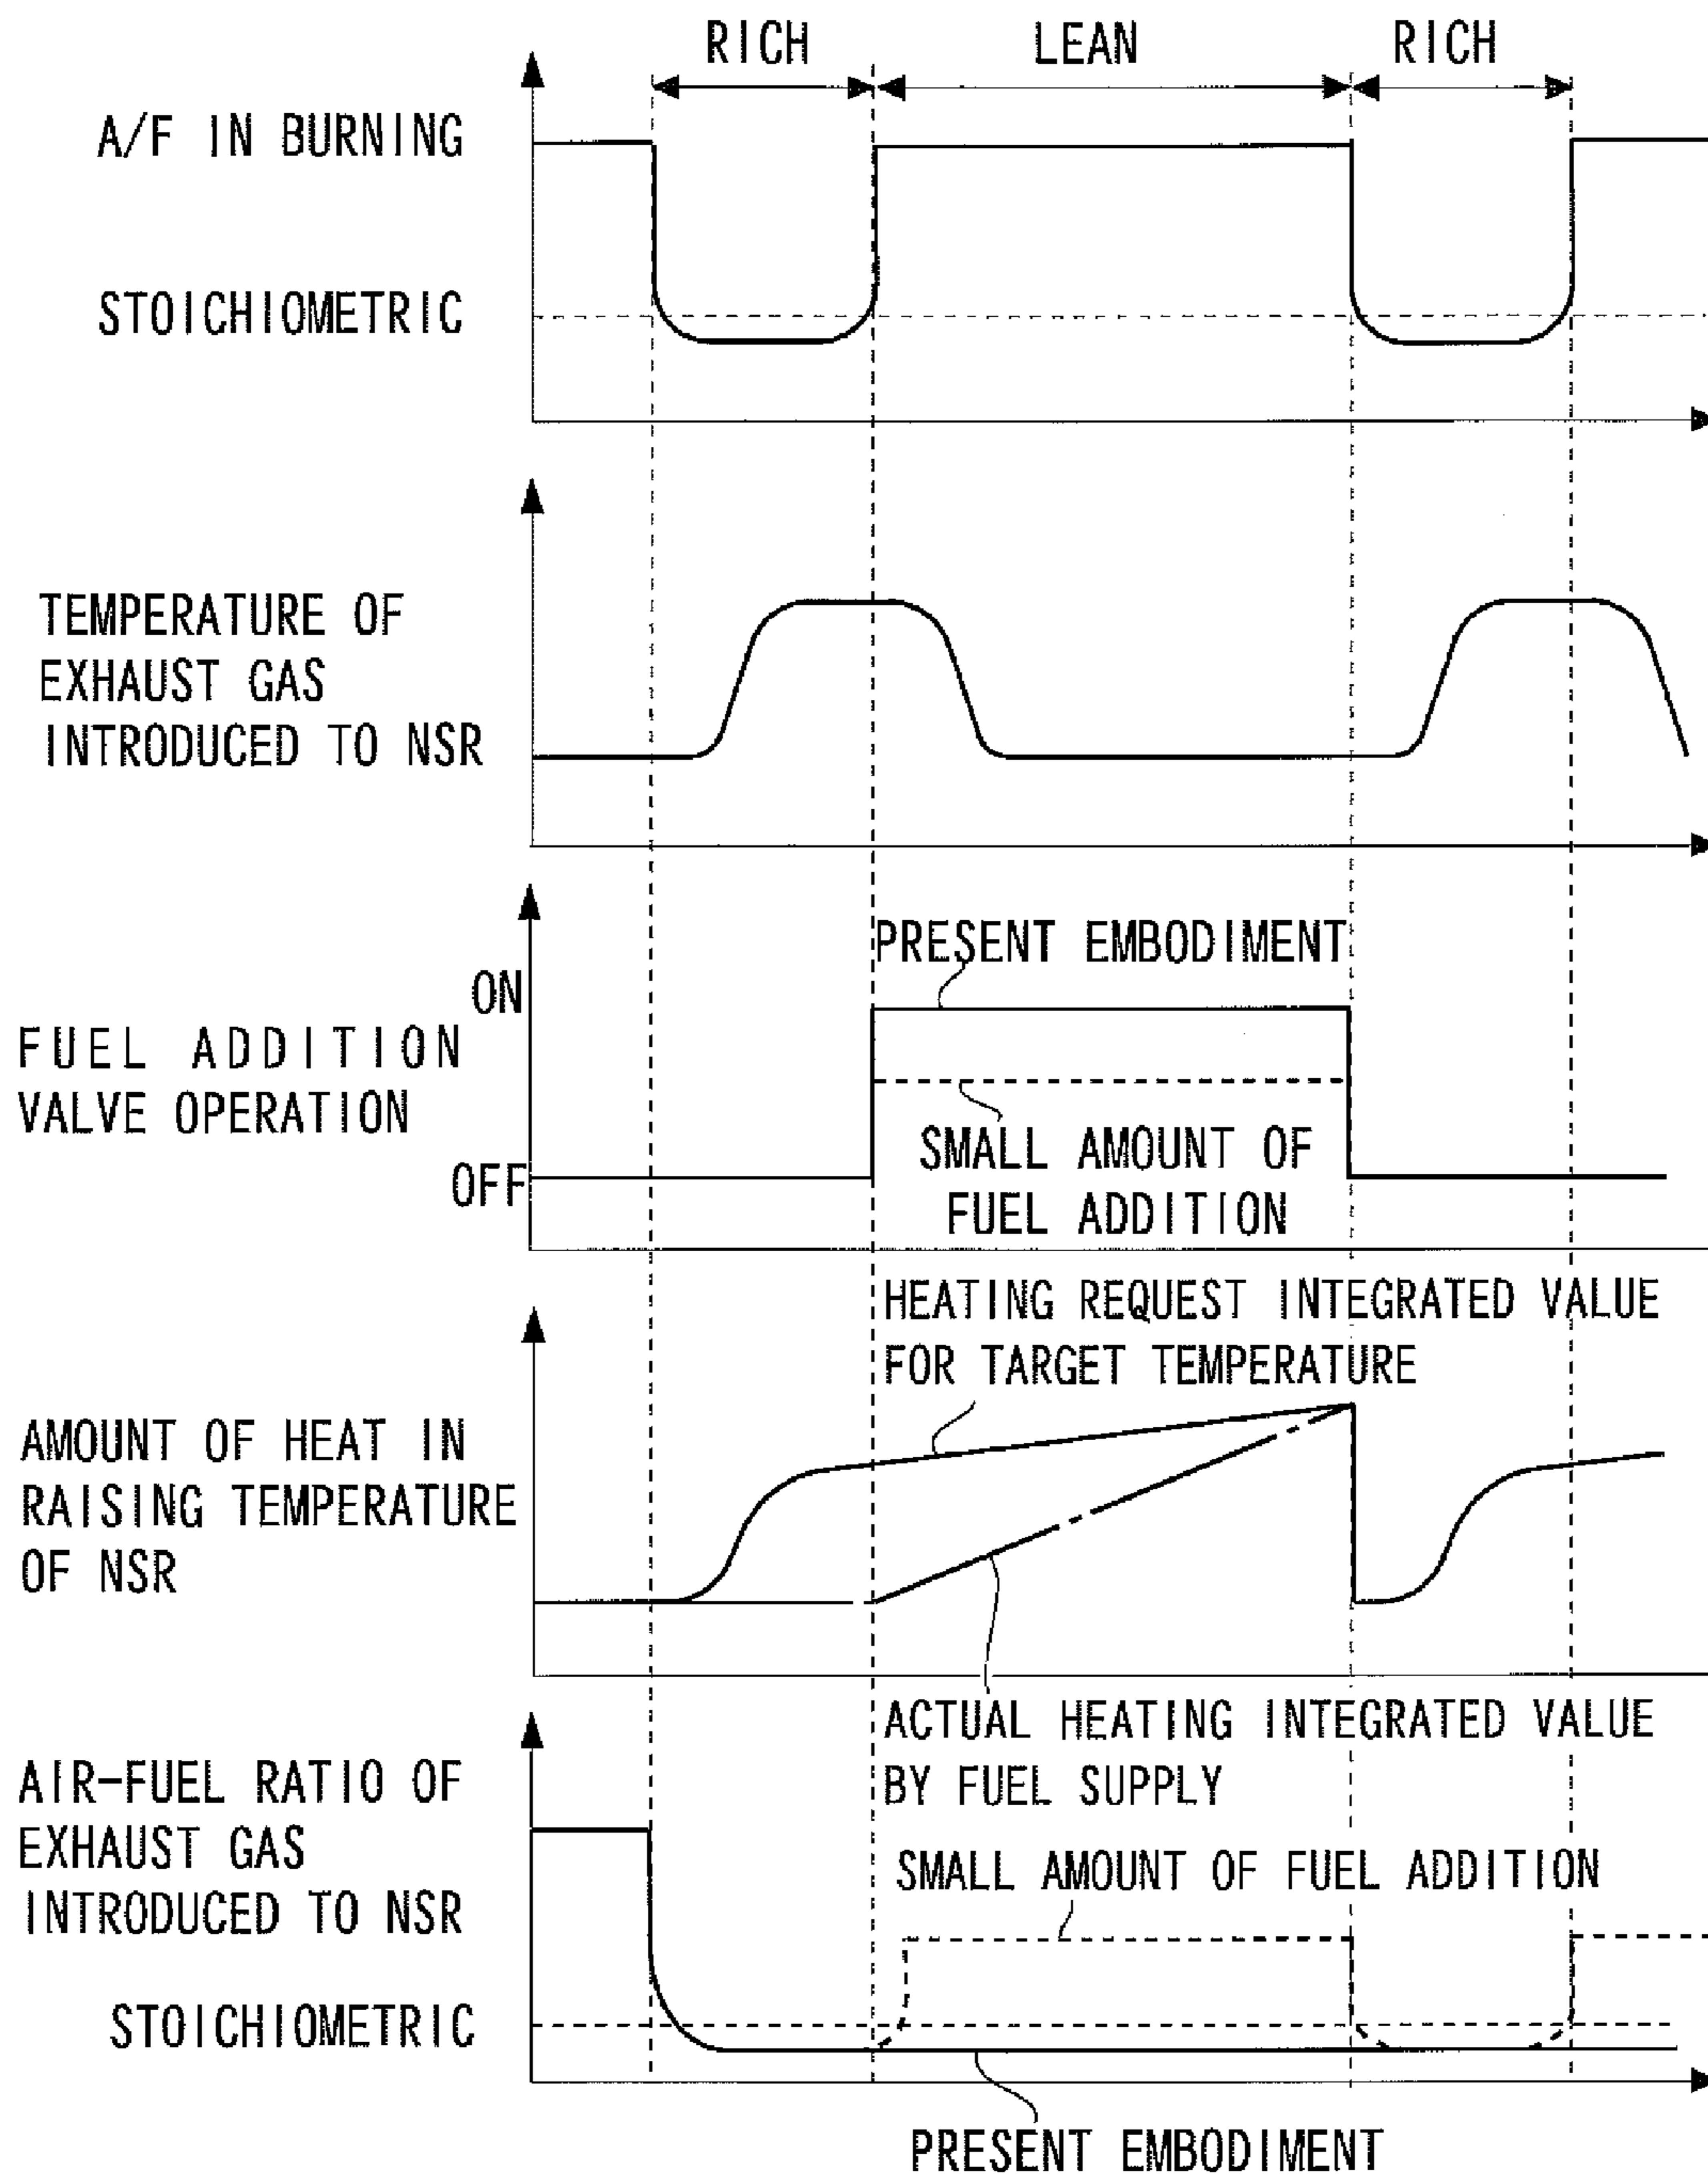 RICH LEAN RICH
A/F IN BURNING
STOICHIOMETRIC
TEMPERATURE OF
EXHAUST GAS
INTRODUCED TO NSR
PRESENT EMBODIMENT
ON
FUEL ADDITION
VALVE OPERATION
SMALL AMOUNT OF
FUEL ADDITION
OFF
HEATING REQUEST INTEGRATED VALUE
FOR TARGET TEMPERATURE
AMOUNT OF HEAT IN
RAISING TEMPERATURE
OF NSR
ACTUAL HEATING INTEGRATED VALUE
BY FUEL SUPPLY
AIR-FUEL RATIO OF
EXHAUST GAS
INTRODUCED TO NSR
SMALL AMOUNT OF FUEL ADDITION
STOICHIOMETRIC
PRESENT EMBODIMENT